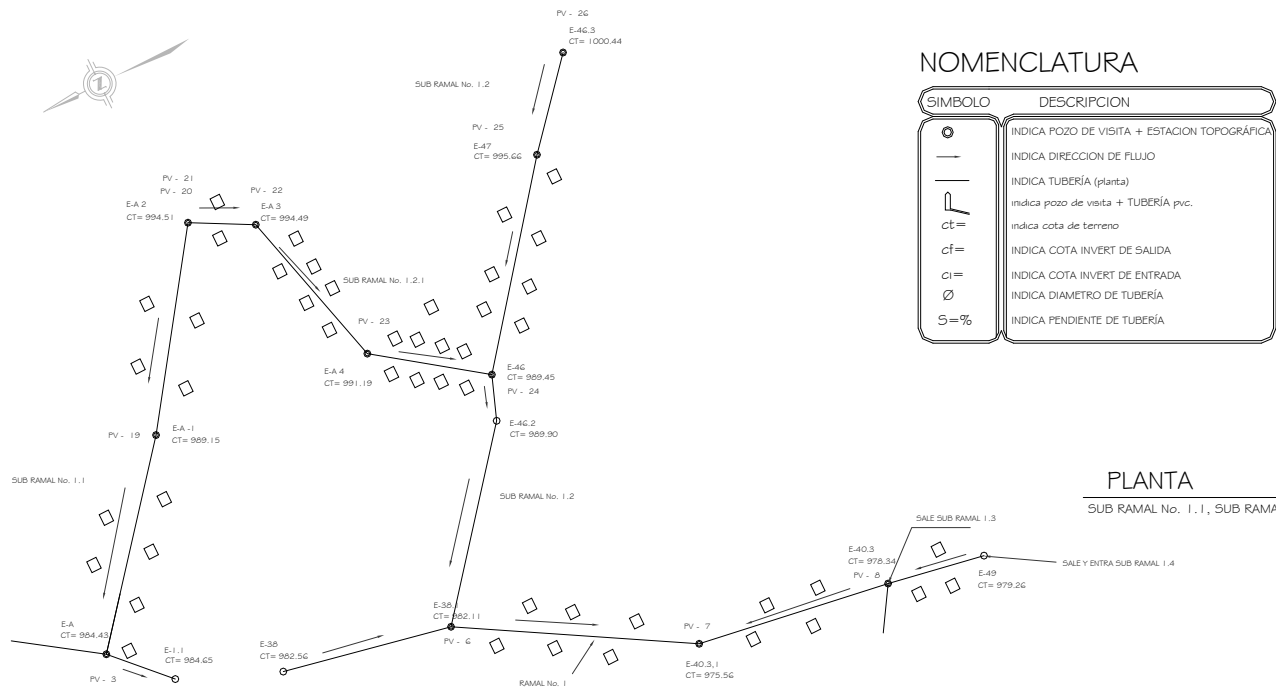 PV - 26
E-46.3
CT= 1000.44
SUB RAMAL No. 1.2
PV - 25
E-47
CT= 995.66
PV - 21
PV - 20
PV - 22
E-A 2
CT= 994.51
E-A 3
CT= 994.49
SUB RAMAL No. 1.2.1
PV - 23
E-A 4
CT= 991.19
E-46
CT= 989.45
PV - 24
E-46.2
CT= 989.90
PV - 19
E-A -1
CT= 989.15
SUB RAMAL No. 1.1
SUB RAMAL No. 1.2
SALE SUB RAMAL 1.3
E-40.3
CT= 978.34
PV - 8
SALE Y ENTRA SUB RAMAL 1.4
E-49
CT= 979.26
E-38.1
CT= 982.11
PV - 6
PV - 7
E-40.3,1
CT= 975.56
E-A
CT= 984.43
E-1.1
CT= 984.65
PV - 3
E-38
CT= 982.56
RAMAL No. 1
NOMENCLATURA
SIMBOLO DESCRIPCION
INDICA POZO DE VISITA + ESTACION TOPOGRÁFICA
INDICA DIRECCION DE FLUJO
INDICA TUBERÍA (planta)
indica pozo de visita + TUBERÍA pvc.
ct= indica cota de terreno
cf= INDICA COTA INVERT DE SALIDA
ci= INDICA COTA INVERT DE ENTRADA
Ø INDICA DIAMETRO DE TUBERÍA
S=% INDICA PENDIENTE DE TUBERÍA
PLANTA
SUB RAMAL No. 1.1, SUB RAMA